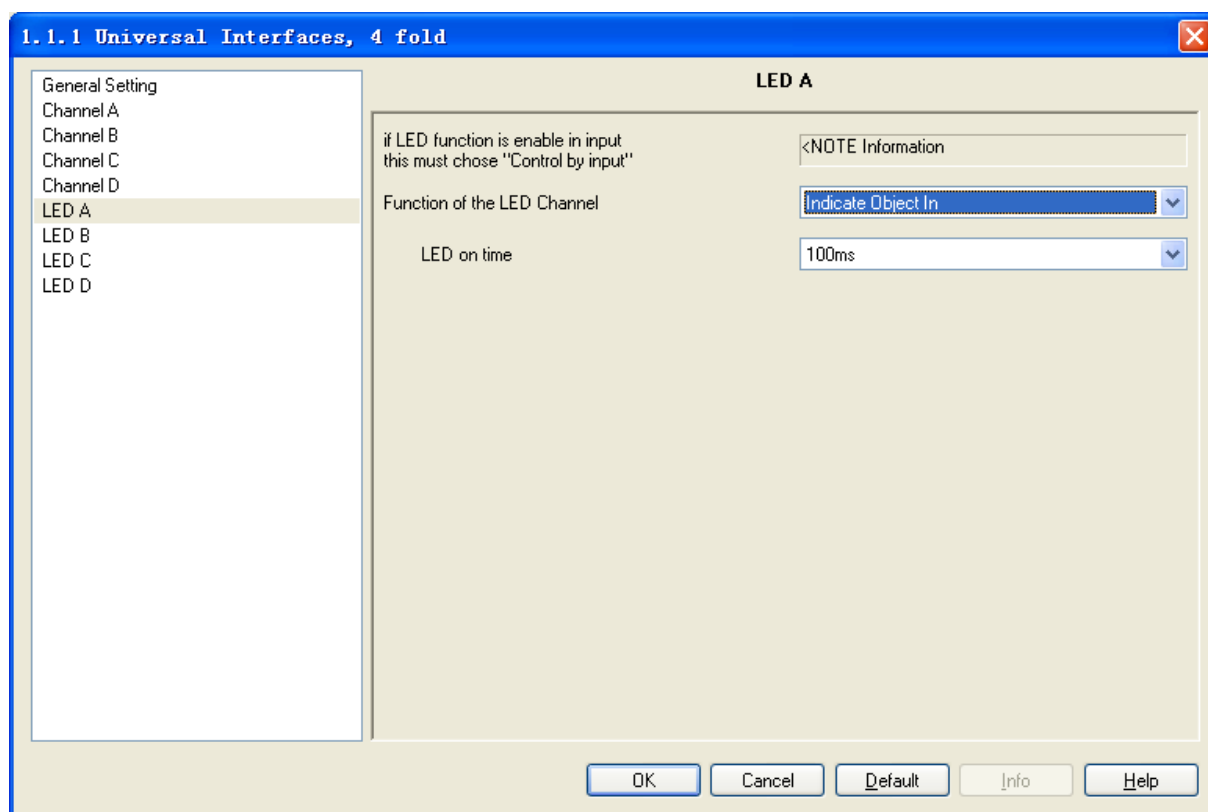 1.1.1 Universal Interfaces, 4 fold
General Setting
Channel A
Channel B
Channel C
Channel D
LED A
LED B
LED C
LED D
LED A
if LED function is enable in input
this must chose "Control by input"
<NOTE Information
Function of the LED Channel
Indicate Object In
LED on time
100ms
OK
Cancel
Default
Info
Help